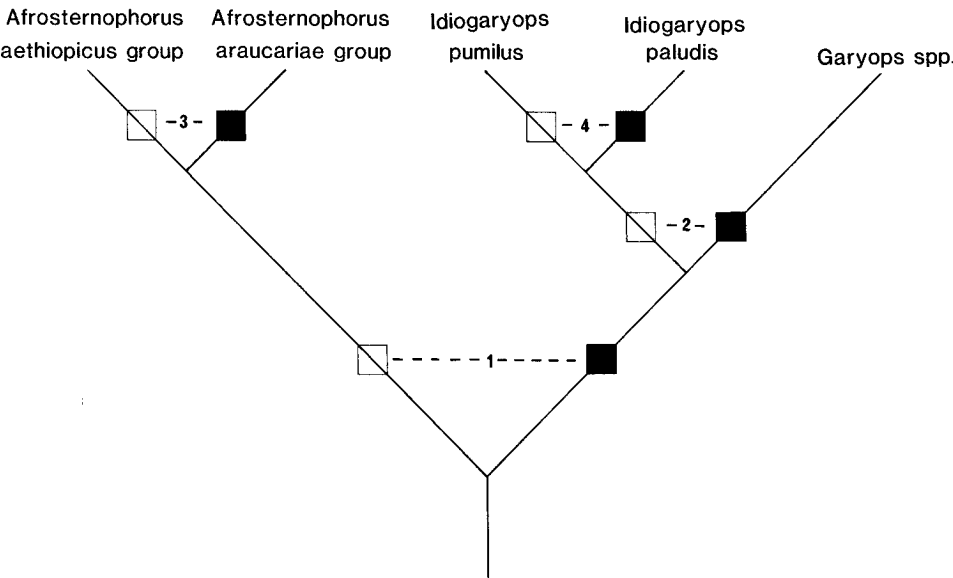 Afrosternophorus
aethiopicus group
Afrosternophorus
araucariae group
Idiogaryops
pumilus
Idiogaryops
paludis
Garyops spp.
-3-
-4-
-2-
1